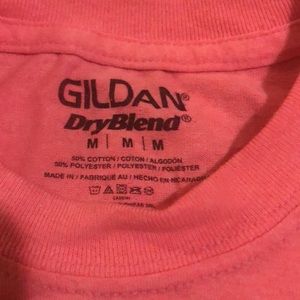 GILDAN®
DryBlend®
M | M | M
50% COTTON / COTON / ALGODÓN
50% POLYESTER / POLYESTER / POLIÉSTER
MADE IN / FABRIQUÉ AU / HECHO EN NICARAGUA